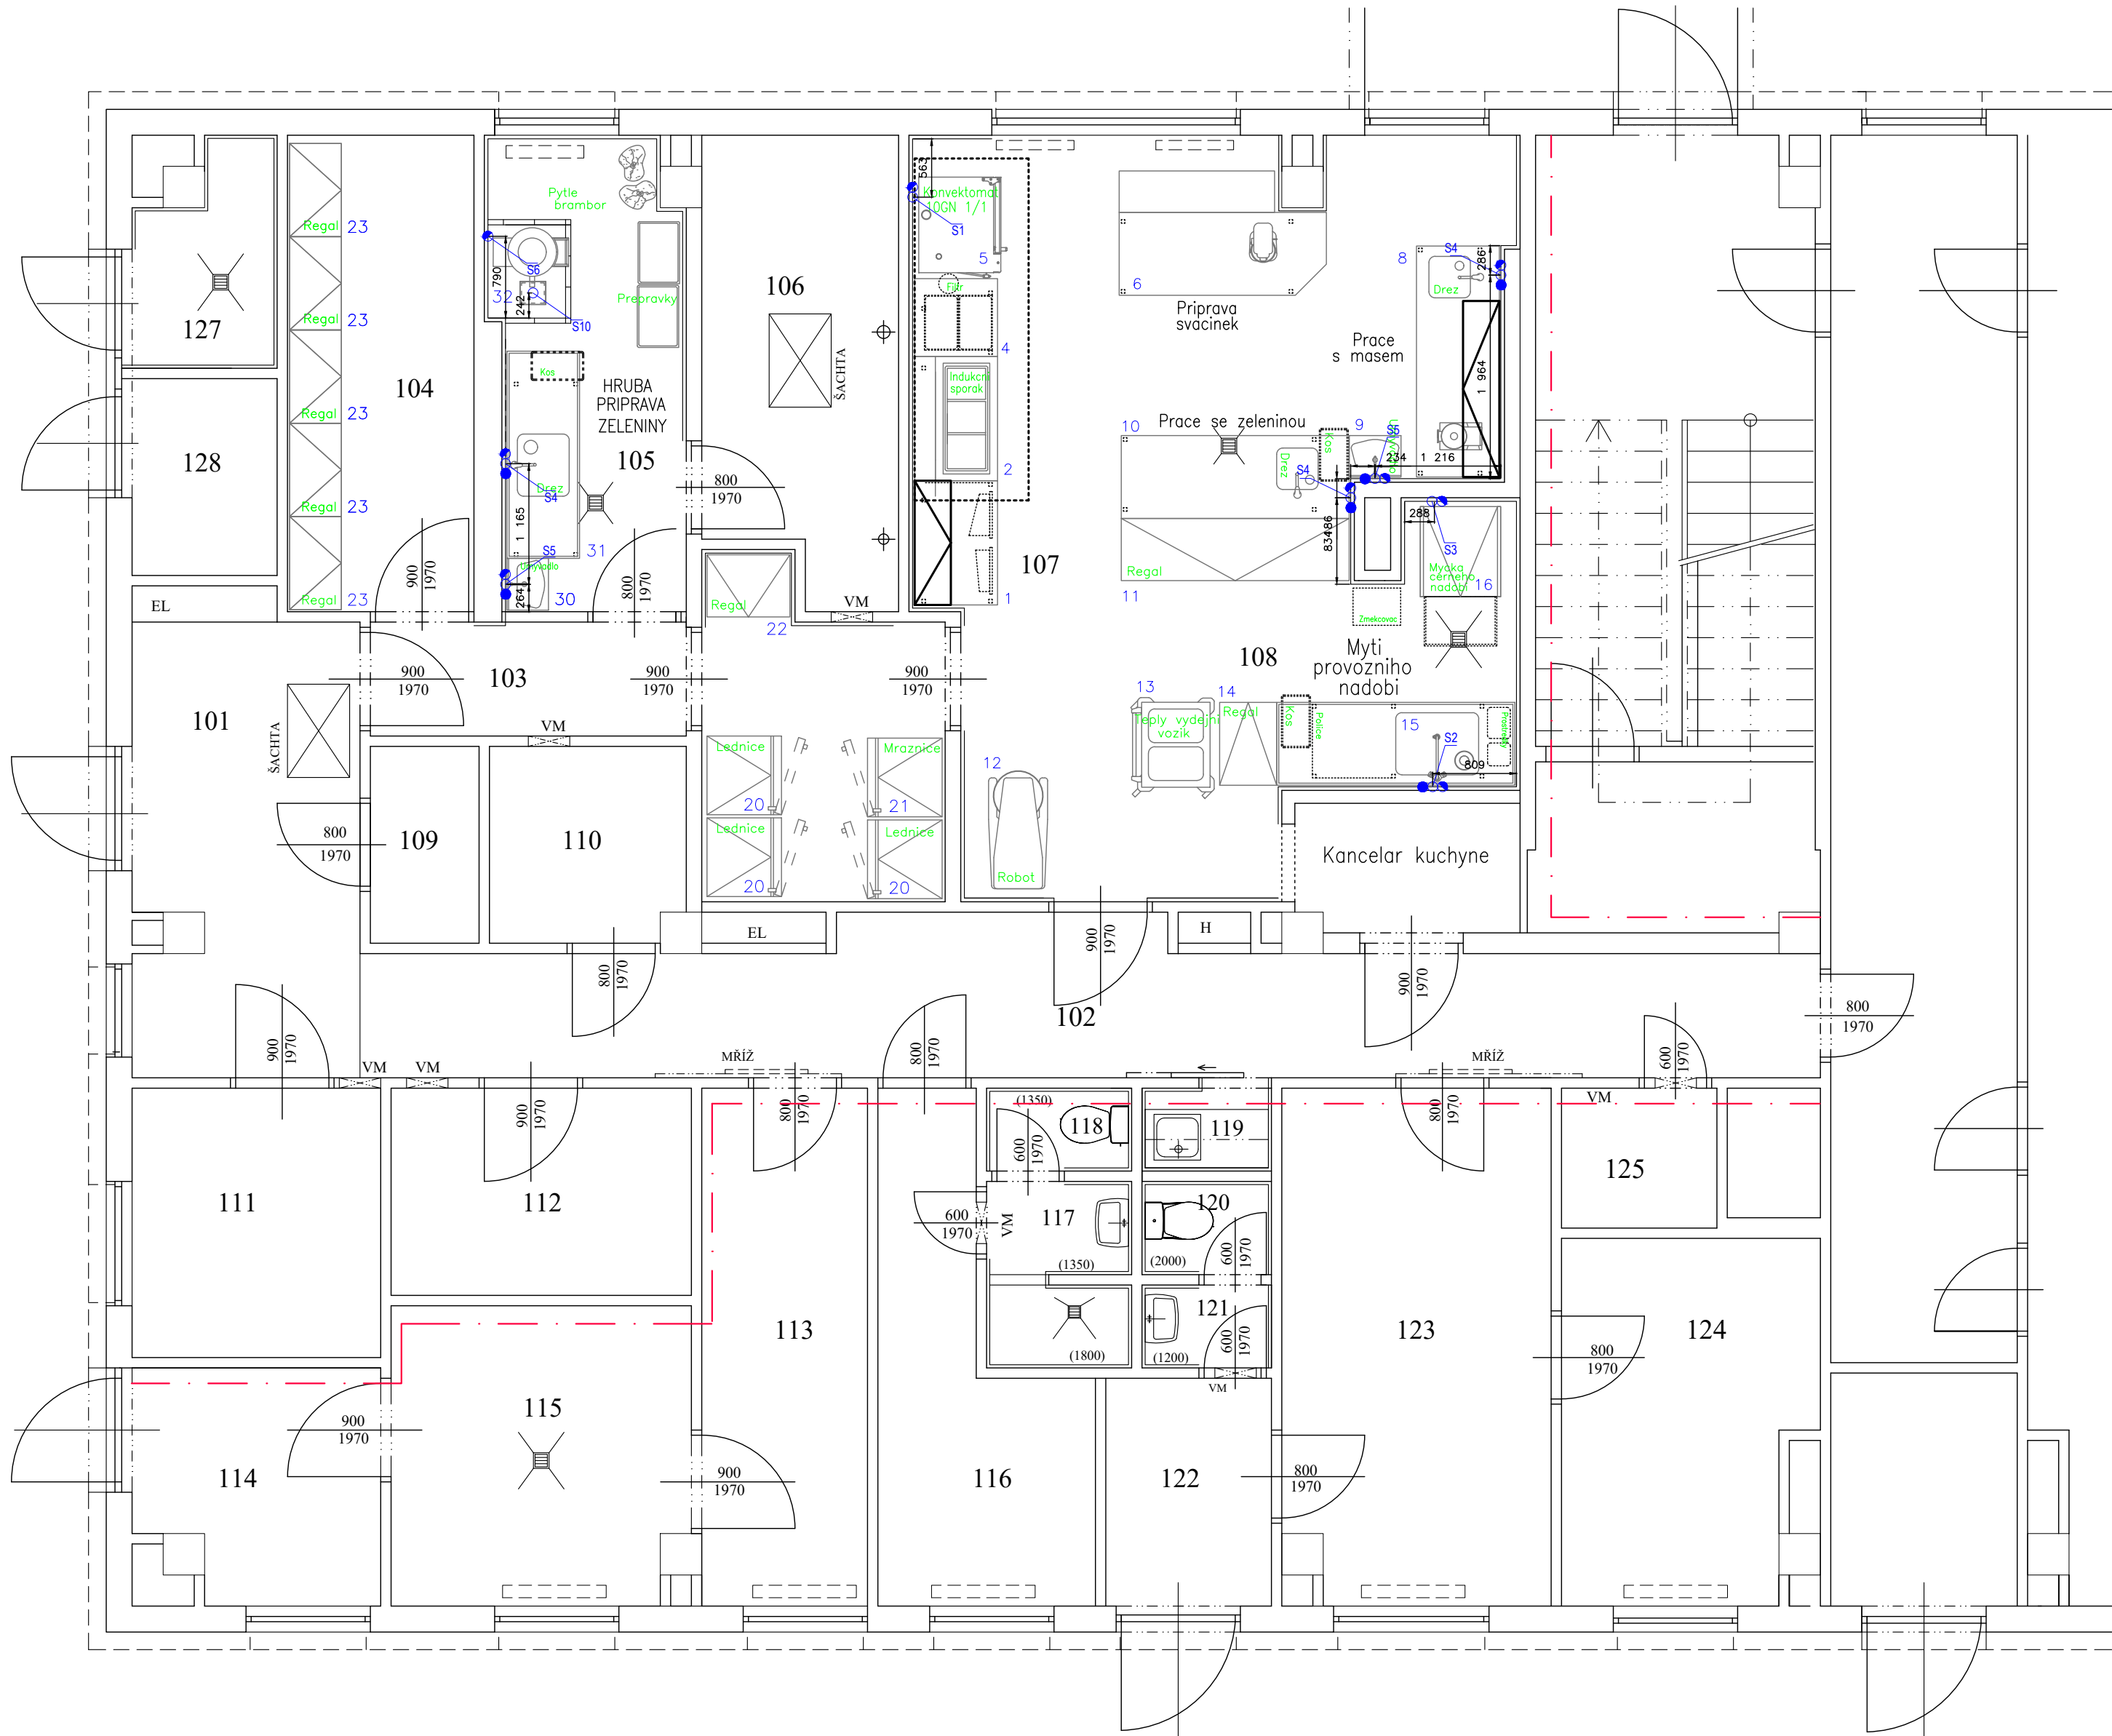 563
Pytle
brambor
Konvektomat
10GN 1/1
S1
5
Regal 23
S6
790
32
242
S10
Prepravky
Filtr
106
ŠACHTA
6
Priprava
svacinek
8
S4
286
Drez
Prace
s masem
1 964
127
Regal 23
4
104
Kos
HRUBA
PRIPRAVA
ZELENINY
Indukcni
sporak
Regal 23
10
Prace se zeleninou
9
S5
Kos
Drez
S4
234
1 216
128
105
2
800
1970
Drez
S4
Regal 23
1 165
S5
31
Umyvadlo
900
1970
800
1970
264
30
107
Regal
11
834
186
288
S3
Mycka
cerneho
nadobi
16
Zmekcovac
EL
Regal 23
Regal
22
VM
1
108
Myti
provozniho
nadobi
900
1970
103
900
1970
900
1970
101
ŠACHTA
VM
13
Teply vydejni
vozik
14
Regal
Kos
Police
15
S2
Prostredky
809
Lednice
20
Mraznice
21
12
Robot
800
1970
109
110
Lednice
20
Lednice
20
Kancelar kuchyne
EL
H
800
1970
900
1970
900
1970
102
800
1970
900
1970
VM
VM
MŘÍŽ
800
1970
MŘÍŽ
600
1970
VM
900
1970
800
1970
(1350)
118
119
800
1970
600
1970
125
111
112
600
1970
VM
117
120
(1350)
(2000)
600
1970
113
121
123
124
(1800)
(1200)
600
1970
VM
800
1970
115
900
1970
114
900
1970
116
122
800
1970